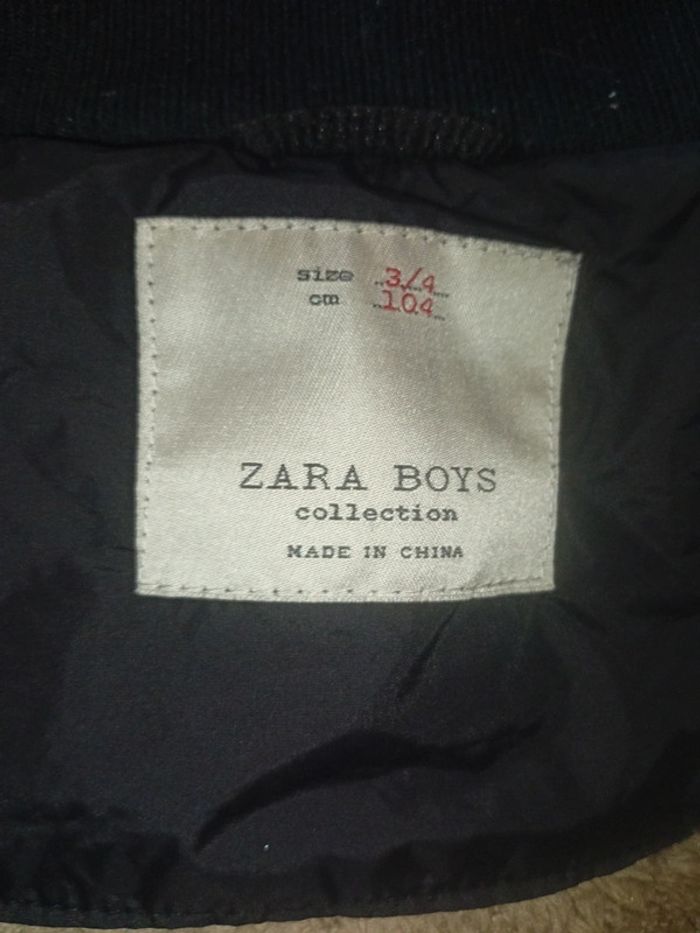 size 3/4
cm 104
ZARA BOYS
collection
MADE IN CHINA